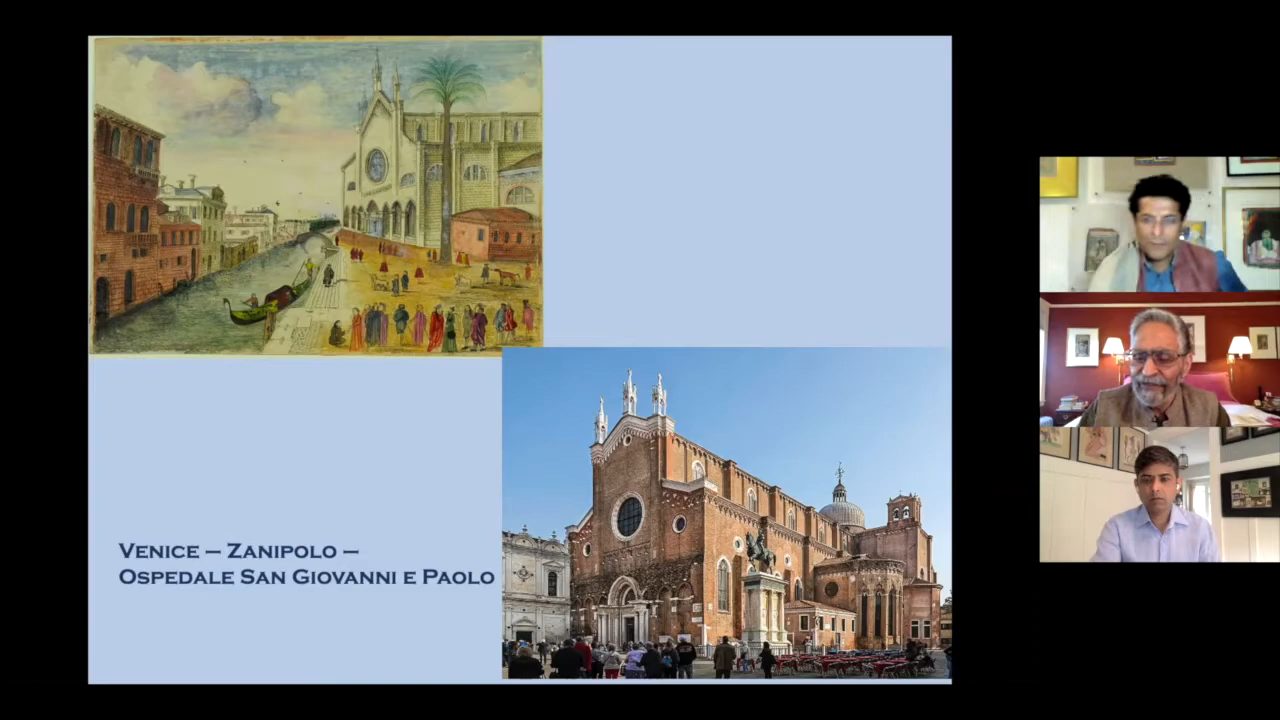 VENICE – ZANIPOLO –
OSPEDALE SAN GIOVANNI E PAOLO